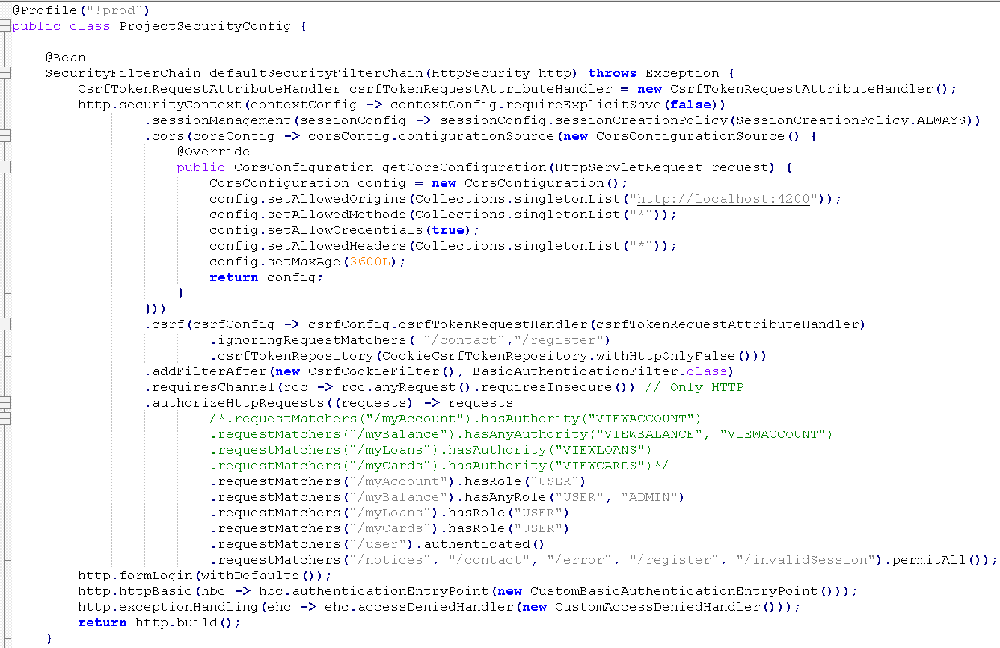 @Profile("!prod")
public class ProjectSecurityConfig {
@Bean
SecurityFilterChain defaultSecurityFilterChain(HttpSecurity http) throws Exception {
CsrfTokenRequestAttributeHandler csrfTokenRequestAttributeHandler = new CsrfTokenRequestAttributeHandler();
http.securityContext(contextConfig -> contextConfig.requireExplicitSave(false))
.sessionManagement(sessionConfig -> sessionConfig.sessionCreationPolicy(SessionCreationPolicy.ALWAYS))
.cors(corsConfig -> corsConfig.configurationSource(new CorsConfigurationSource() {
@Override
public CorsConfiguration getCorsConfiguration(HttpServletRequest request) {
CorsConfiguration config = new CorsConfiguration();
config.setAllowedOrigins(Collections.singletonList("http://localhost:4200"));
config.setAllowedMethods(Collections.singletonList("*"));
config.setAllowCredentials(true);
config.setAllowedHeaders(Collections.singletonList("*"));
config.setMaxAge(3600L);
return config;
}
}))
.csrf(csrfConfig -> csrfConfig.csrfTokenRequestHandler(csrfTokenRequestAttributeHandler)
.ignoringRequestMatchers( "/contact","/register")
.csrfTokenRepository(CookieCsrfTokenRepository.withHttpOnlyFalse()))
.addFilterAfter(new CsrfCookieFilter(), BasicAuthenticationFilter.class)
.requiresChannel(rcc -> rcc.anyRequest().requiresInsecure()) // Only HTTP
.authorizeHttpRequests((requests) -> requests
/*.requestMatchers("/myAccount").hasAuthority("VIEWACCOUNT")
.requestMatchers("/myBalance").hasAnyAuthority("VIEWBALANCE", "VIEWACCOUNT")
.requestMatchers("/myLoans").hasAuthority("VIEWLOANS")
.requestMatchers("/myCards").hasAuthority("VIEWCARDS")*/
.requestMatchers("/myAccount").hasRole("USER")
.requestMatchers("/myBalance").hasAnyRole("USER", "ADMIN")
.requestMatchers("/myLoans").hasRole("USER")
.requestMatchers("/myCards").hasRole("USER")
.requestMatchers("/user").authenticated()
.requestMatchers("/notices", "/contact", "/error", "/register", "/invalidSession").permitAll());
http.formLogin(withDefaults());
http.httpBasic(hbc -> hbc.authenticationEntryPoint(new CustomBasicAuthenticationEntryPoint()));
http.exceptionHandling(ehc -> ehc.accessDeniedHandler(new CustomAccessDeniedHandler()));
return http.build();
}